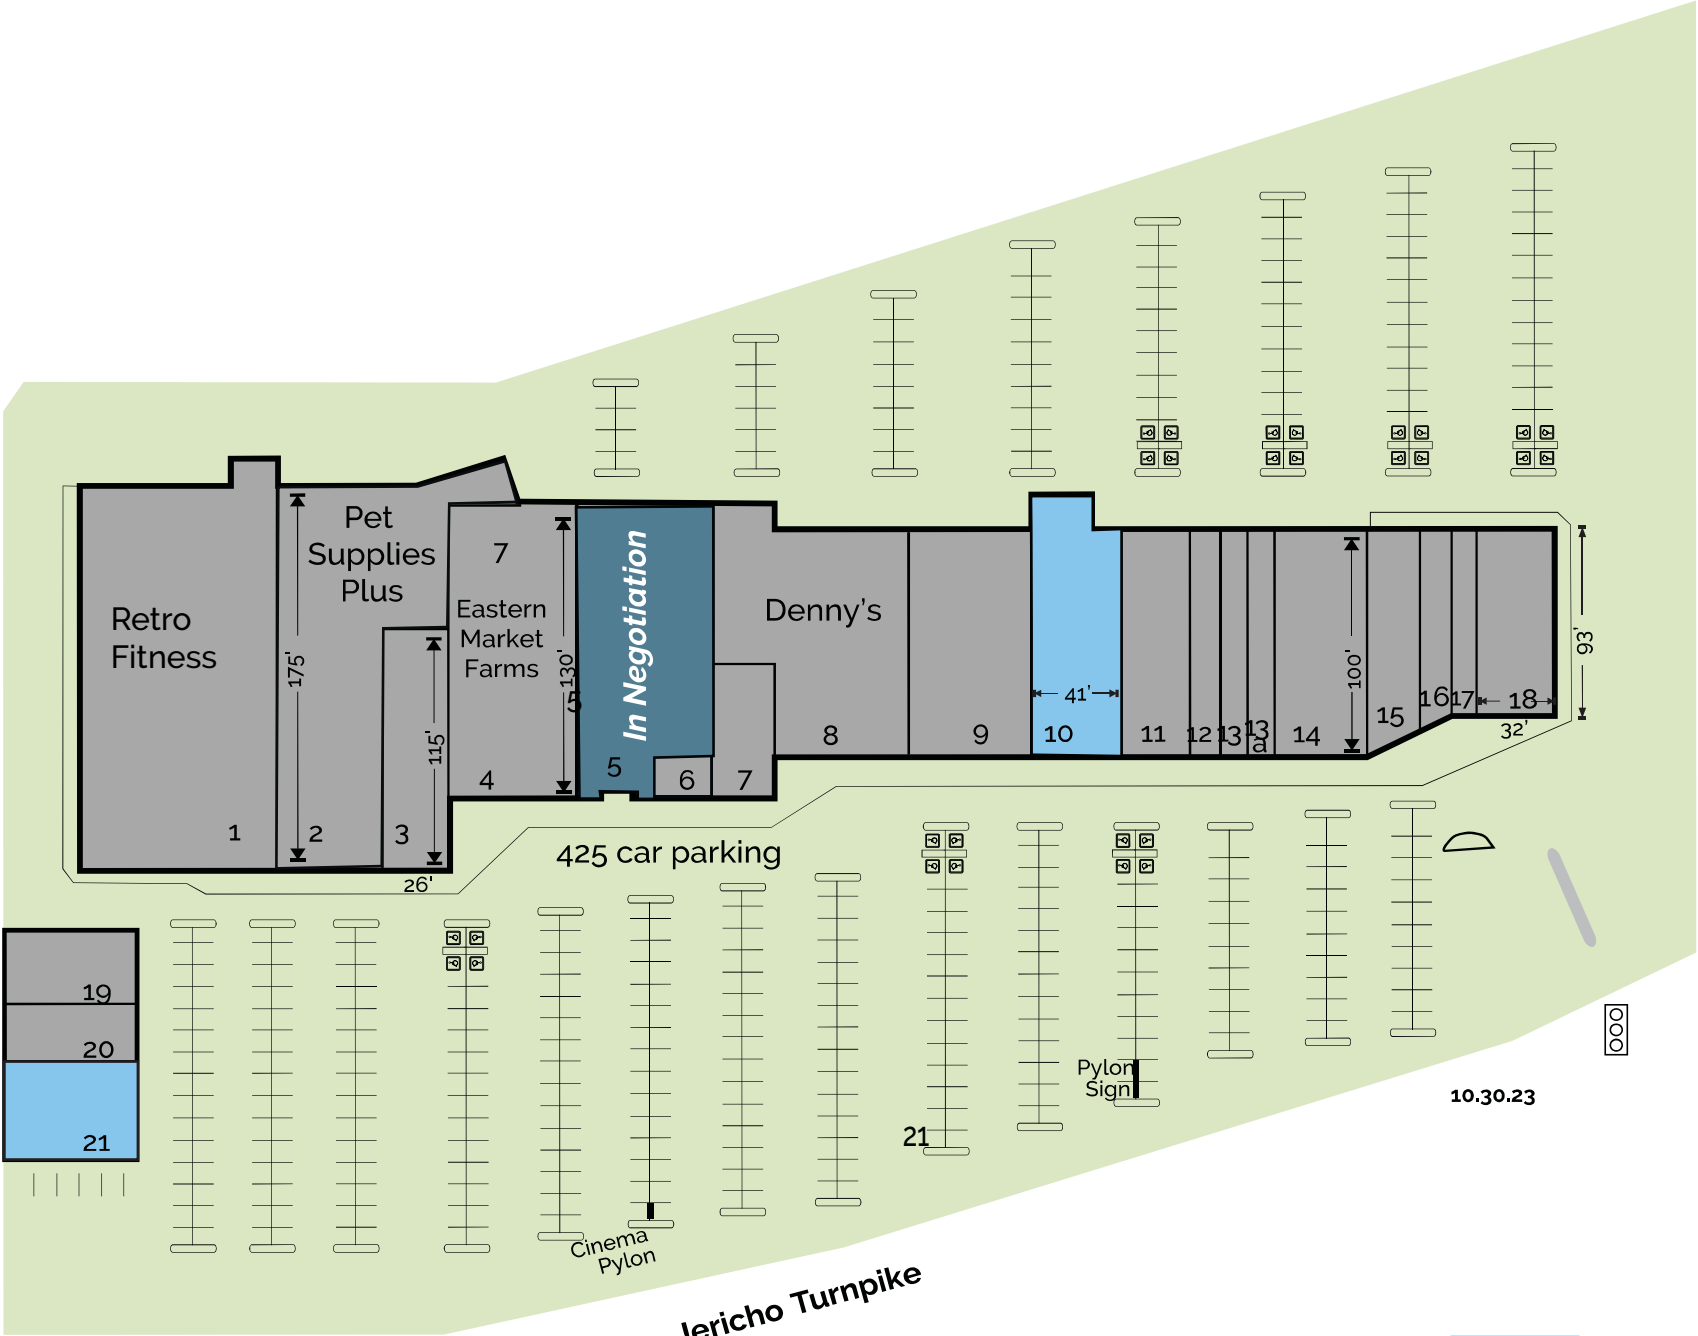 Retro
Fitness
1
Pet
Supplies
Plus
175'
2
115'
3
26'
7
Eastern
Market
Farms
4
130'
5
In Negotiation
5
6
7
Denny's
8
9
41'
10
11
12
13
13
a
14
100'
15
16
17
18
32'
93'
425 car parking
19
20
21
21
Pylon
Sign
Cinema
Pylon
10.30.23
Jericho Turnpike